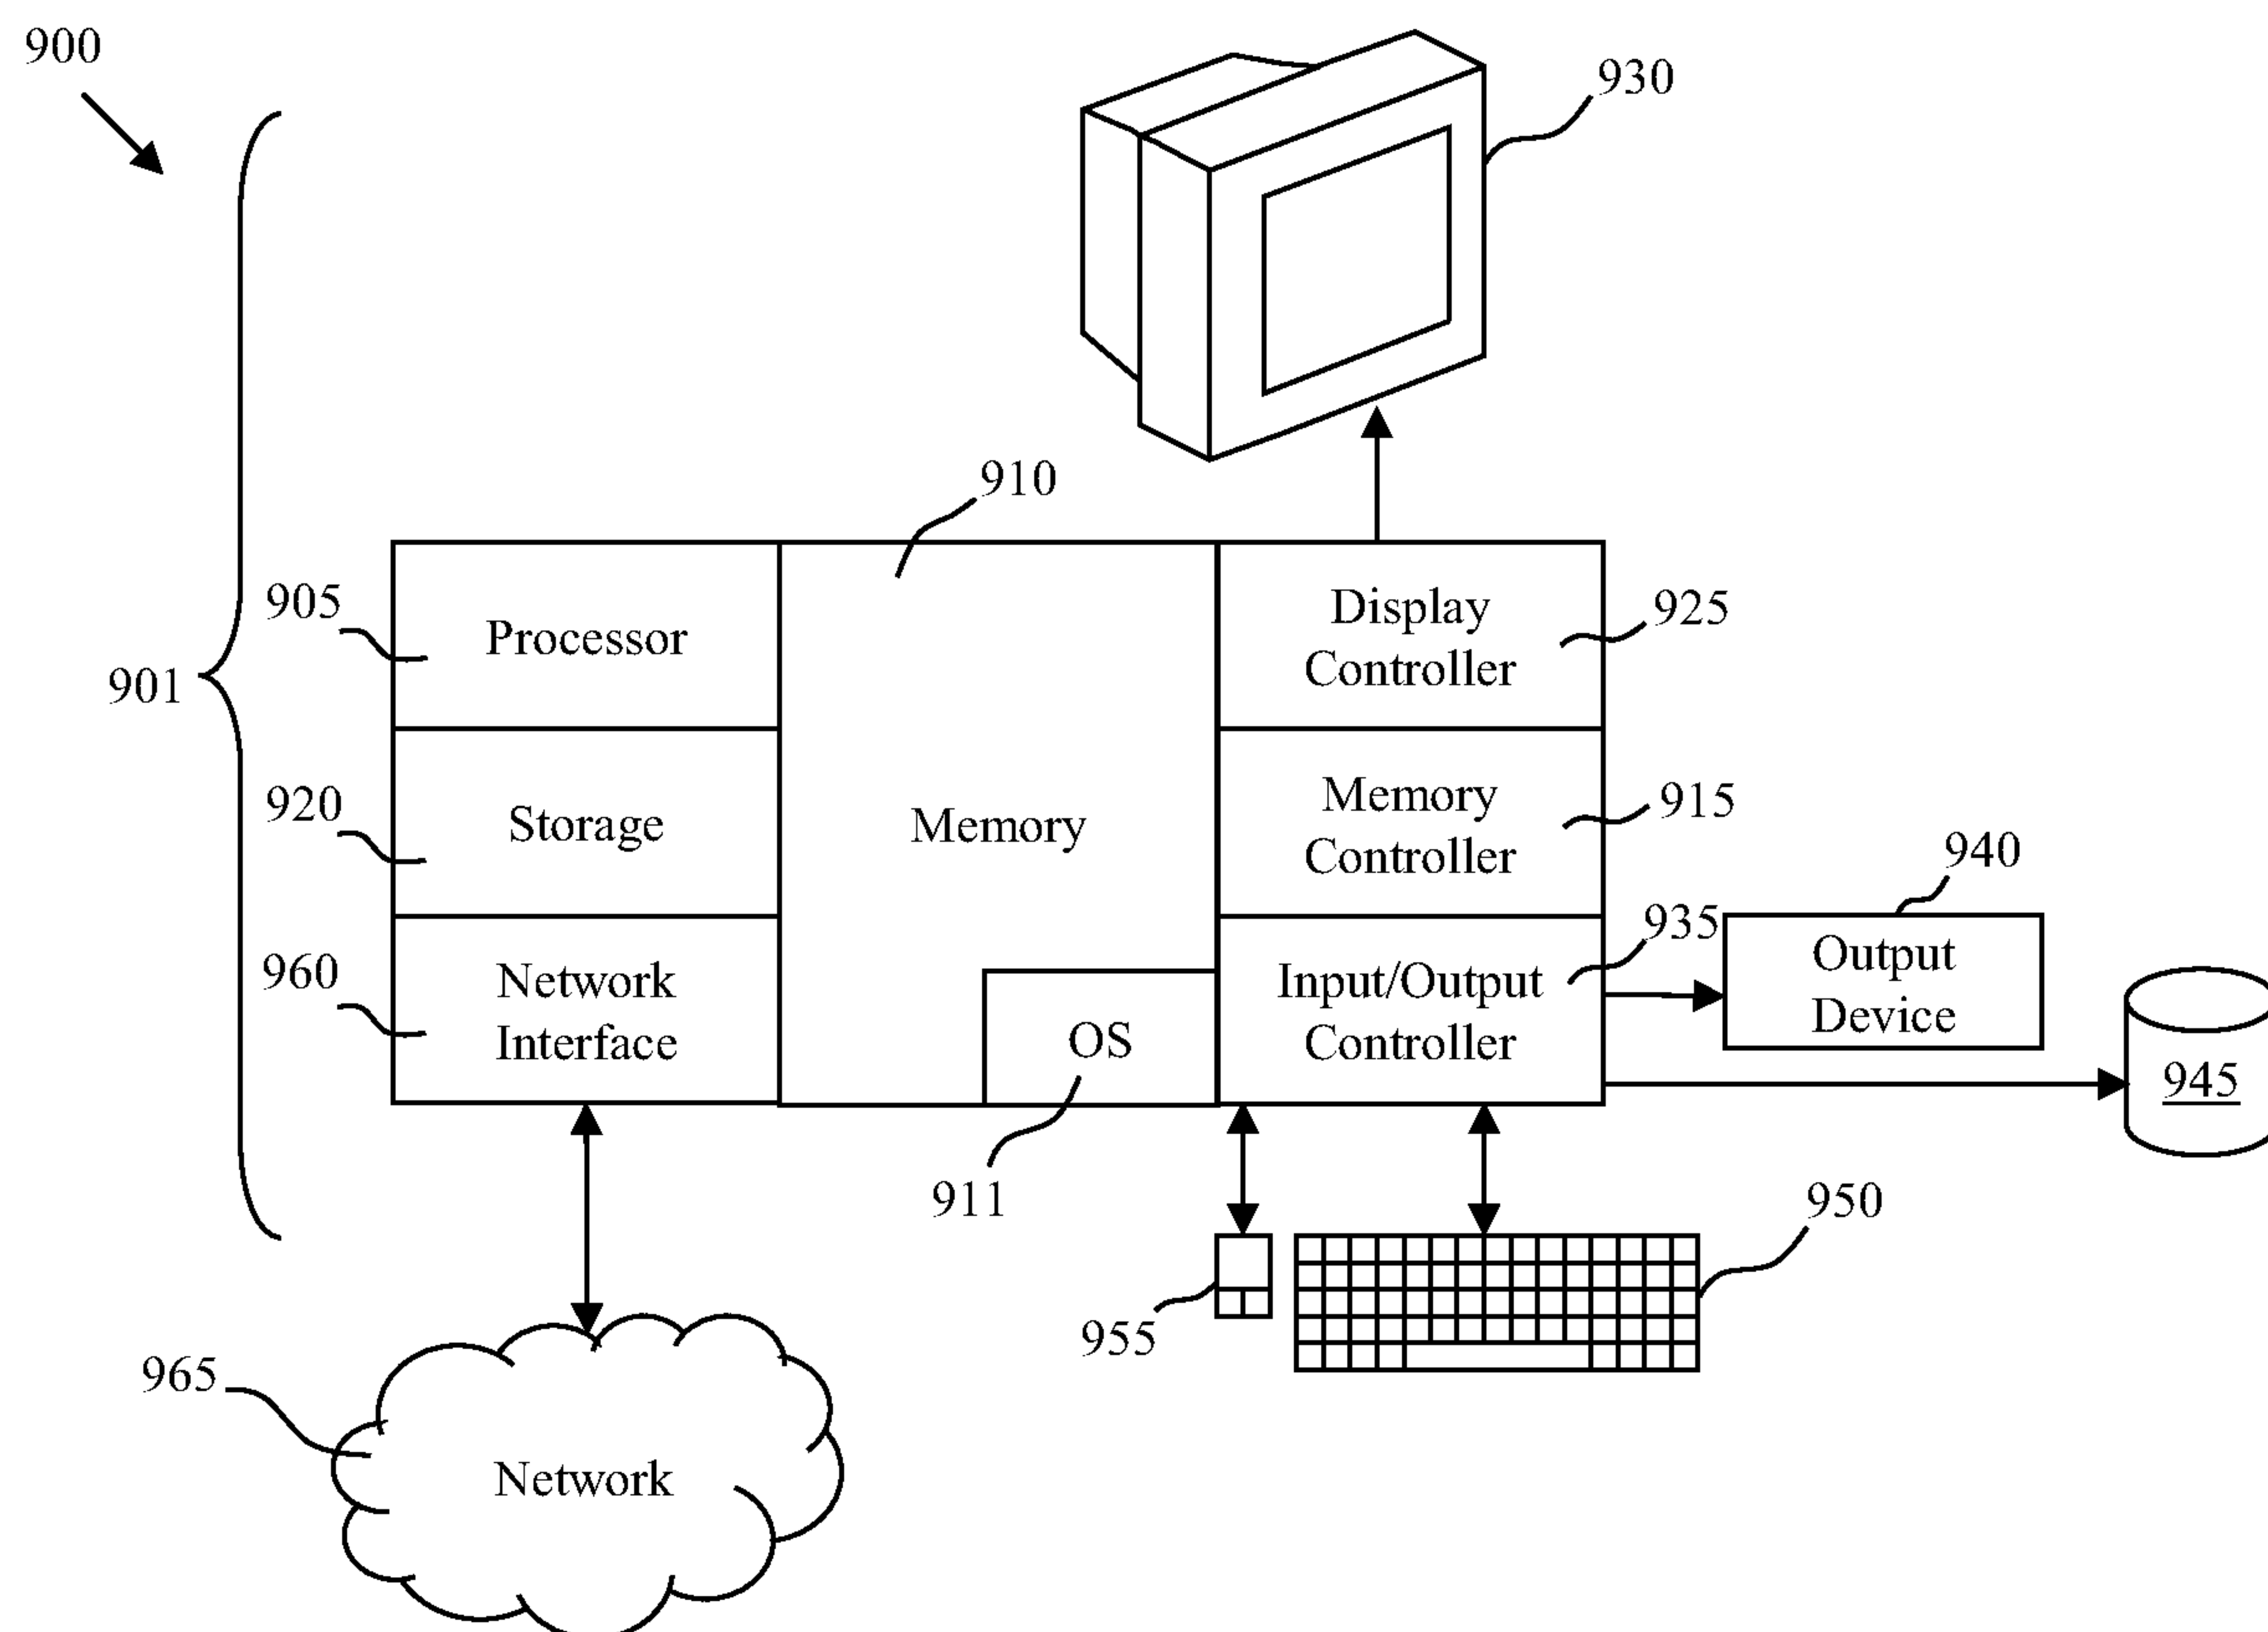 900
930
910
905
Processor
Display
Controller
925
901
920
Storage
Memory
Memory
Controller
915
940
960
Network
Interface
OS
Input/Output
Controller
935
Output
Device
945
911
955
950
965
Network